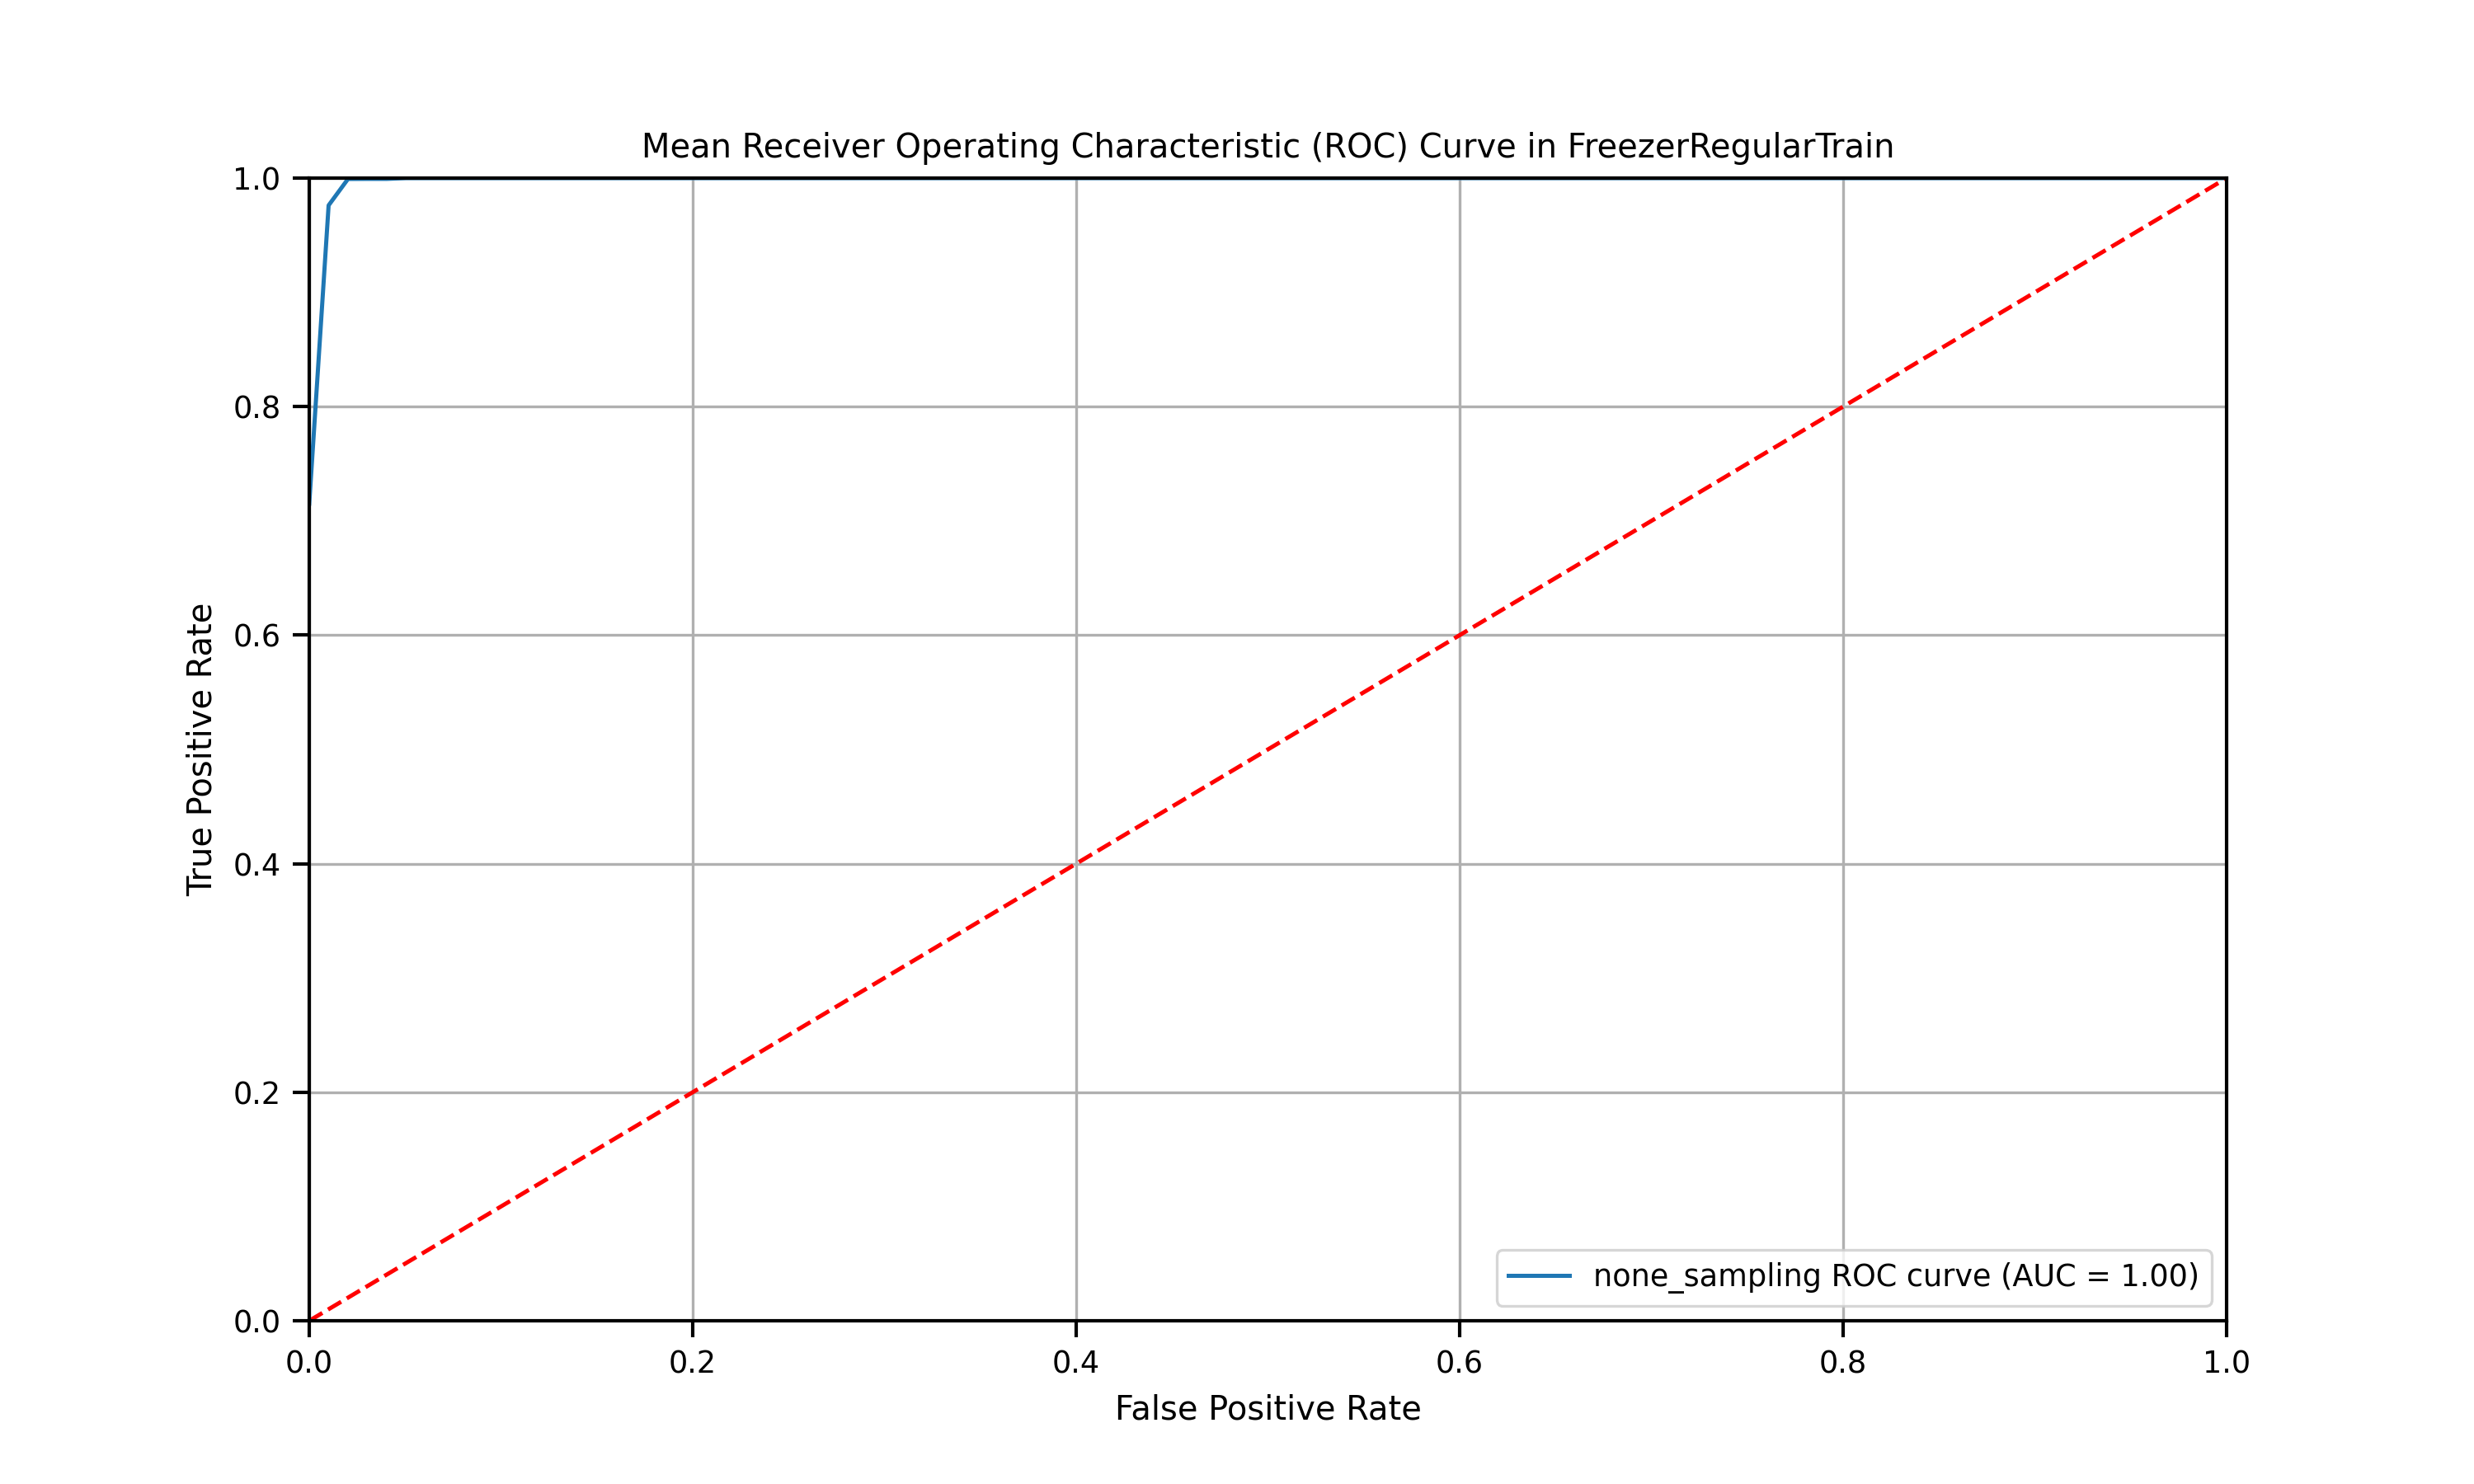 Mean Receiver Operating Characteristic (ROC) Curve in FreezerRegularTrain
1.0
0.8
0.6
0.4
0.2
0.0
True Positive Rate
none_sampling ROC curve (AUC = 1.00)
0.0 0.2 0.4 0.6 0.8 1.0
False Positive Rate